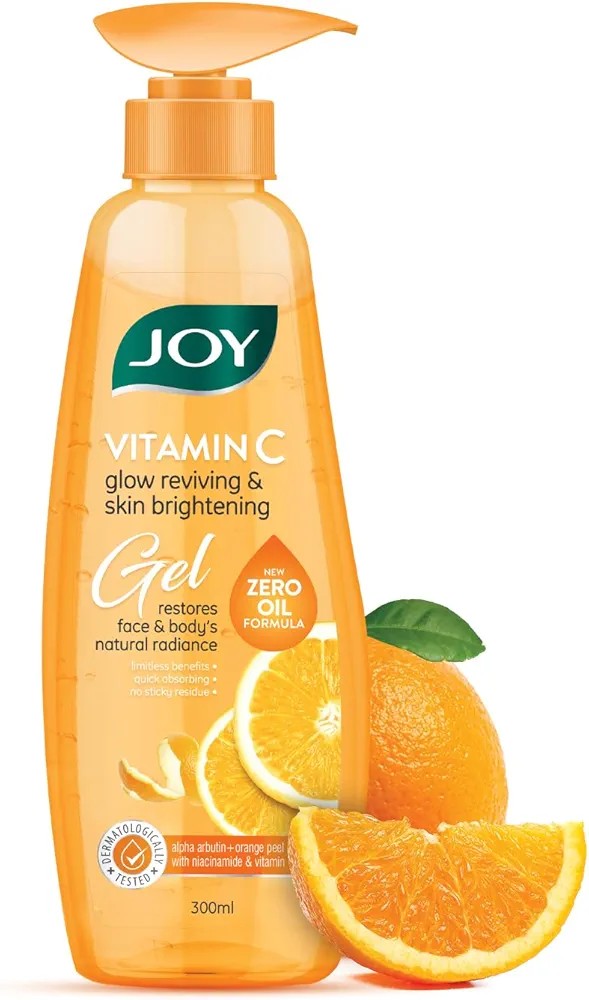 JOY
VITAMIN C
glow reviving &
skin brightening
Gel
restores
face & body's
natural radiance
limitless benefits •
quick absorbing •
no sticky residue •
NEW
ZERO
OIL
FORMULA
DERMATOLOGICALLY
TESTED
alpha arbutin+orange peel
with niacinamide & vitamin
300ml